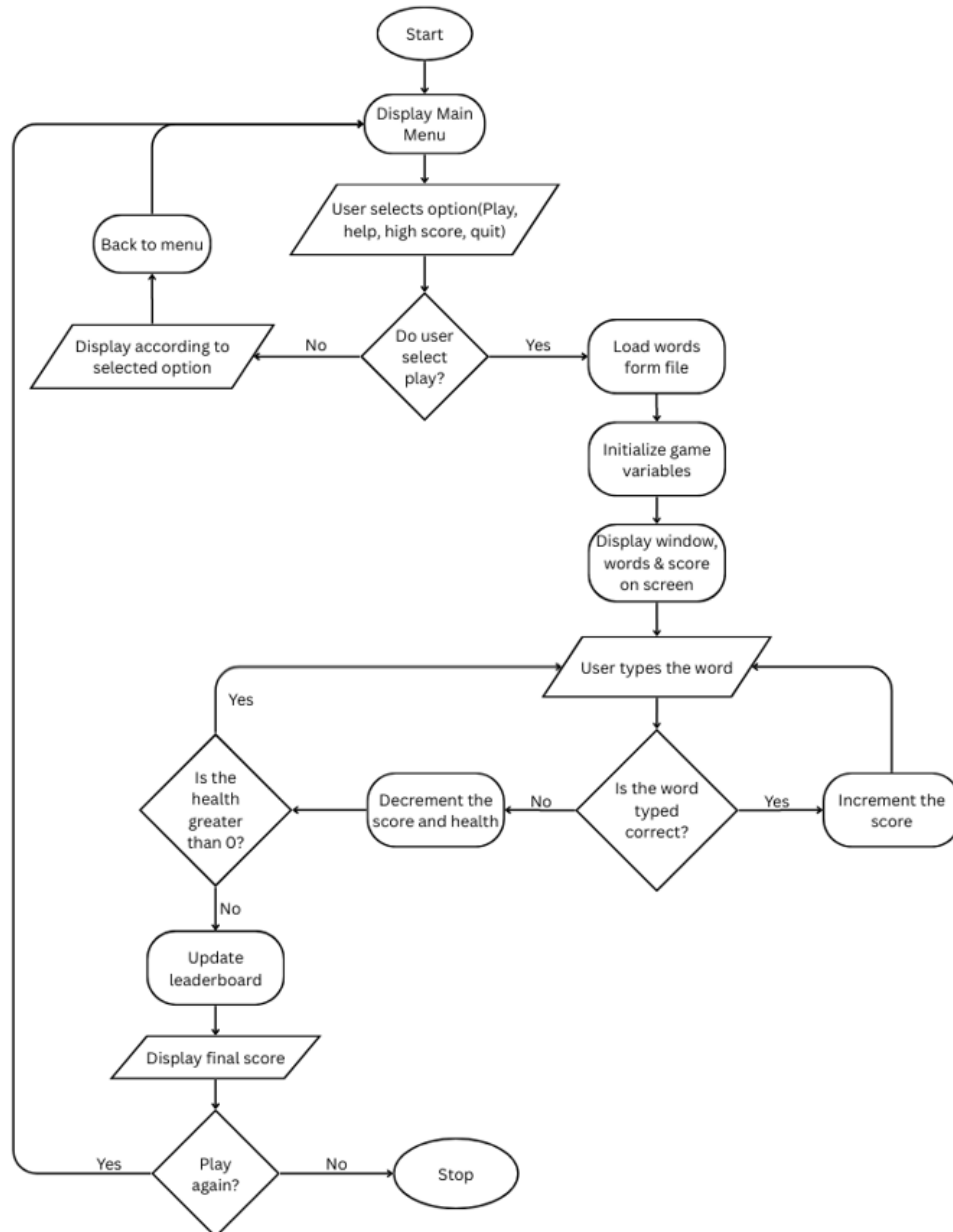 Start
Display Main
Menu
User selects option(Play,
help, high score, quit)
Back to menu
Do user
select
play?
No
Yes
Display according to
selected option
Load words
form file
Initialize game
variables
Display window,
words & score
on screen
User types the word
Yes
Is the
health
greater
than 0?
Decrement the
score and health
No
Is the word
typed
correct?
Yes
Increment the
score
No
Update
leaderboard
Display final score
Yes
Play
again?
No
Stop